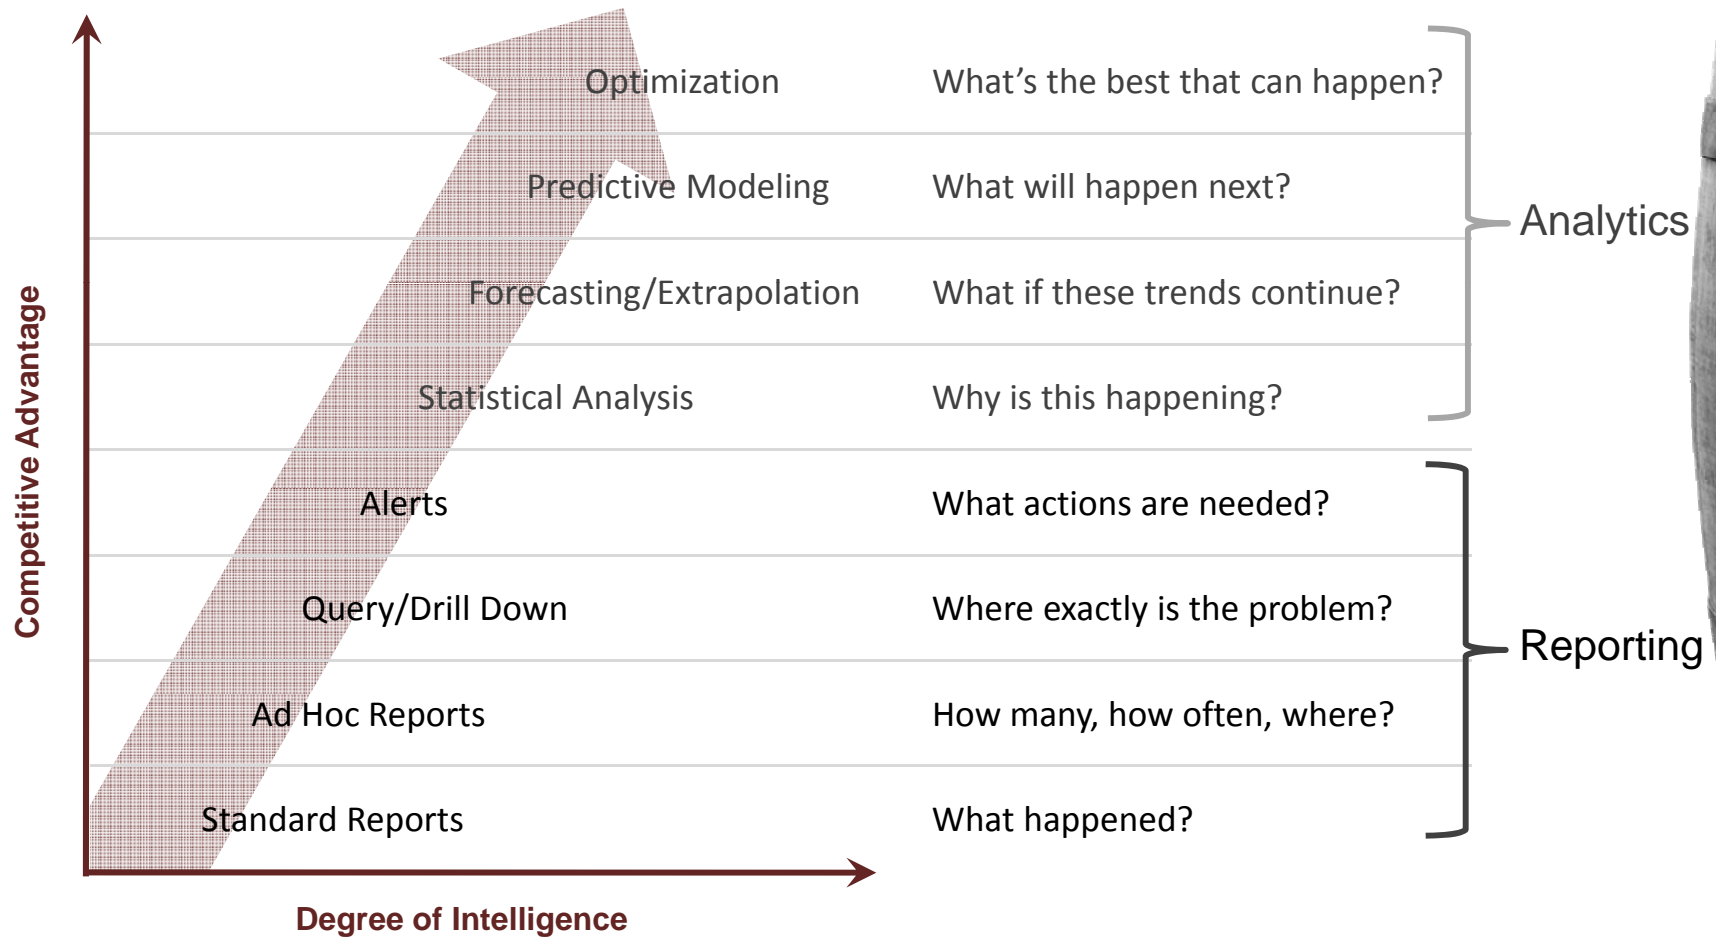 Optimization What's the best that can happen?
Predictive Modeling What will happen next?
Analytics
Forecasting/Extrapolation What if these trends continue?
Statistical Analysis Why is this happening?
Competitive Advantage
Alerts What actions are needed?
Query/Drill Down Where exactly is the problem?
Reporting
Ad Hoc Reports How many, how often, where?
Standard Reports What happened?
Degree of Intelligence